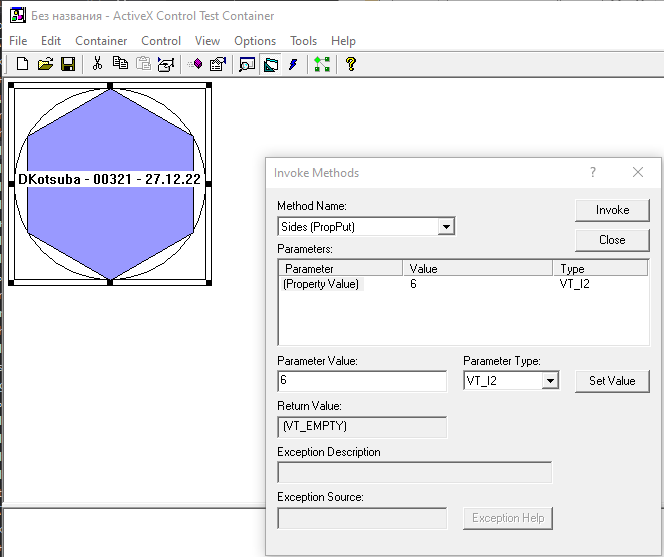 Без названия - ActiveX Control Test Container
File Edit Container Control View Options Tools Help
DKotsuba - 00321 - 27.12.22
Invoke Methods
Method Name:
Invoke
Sides (PropPut)
Close
Parameters:
Parameter Value Type
(Property Value) 6 VT_I2
Parameter Value: Parameter Type:
6 VT_I2 Set Value
Return Value:
(VT_EMPTY)
Exception Description
Exception Source:
Exception Help